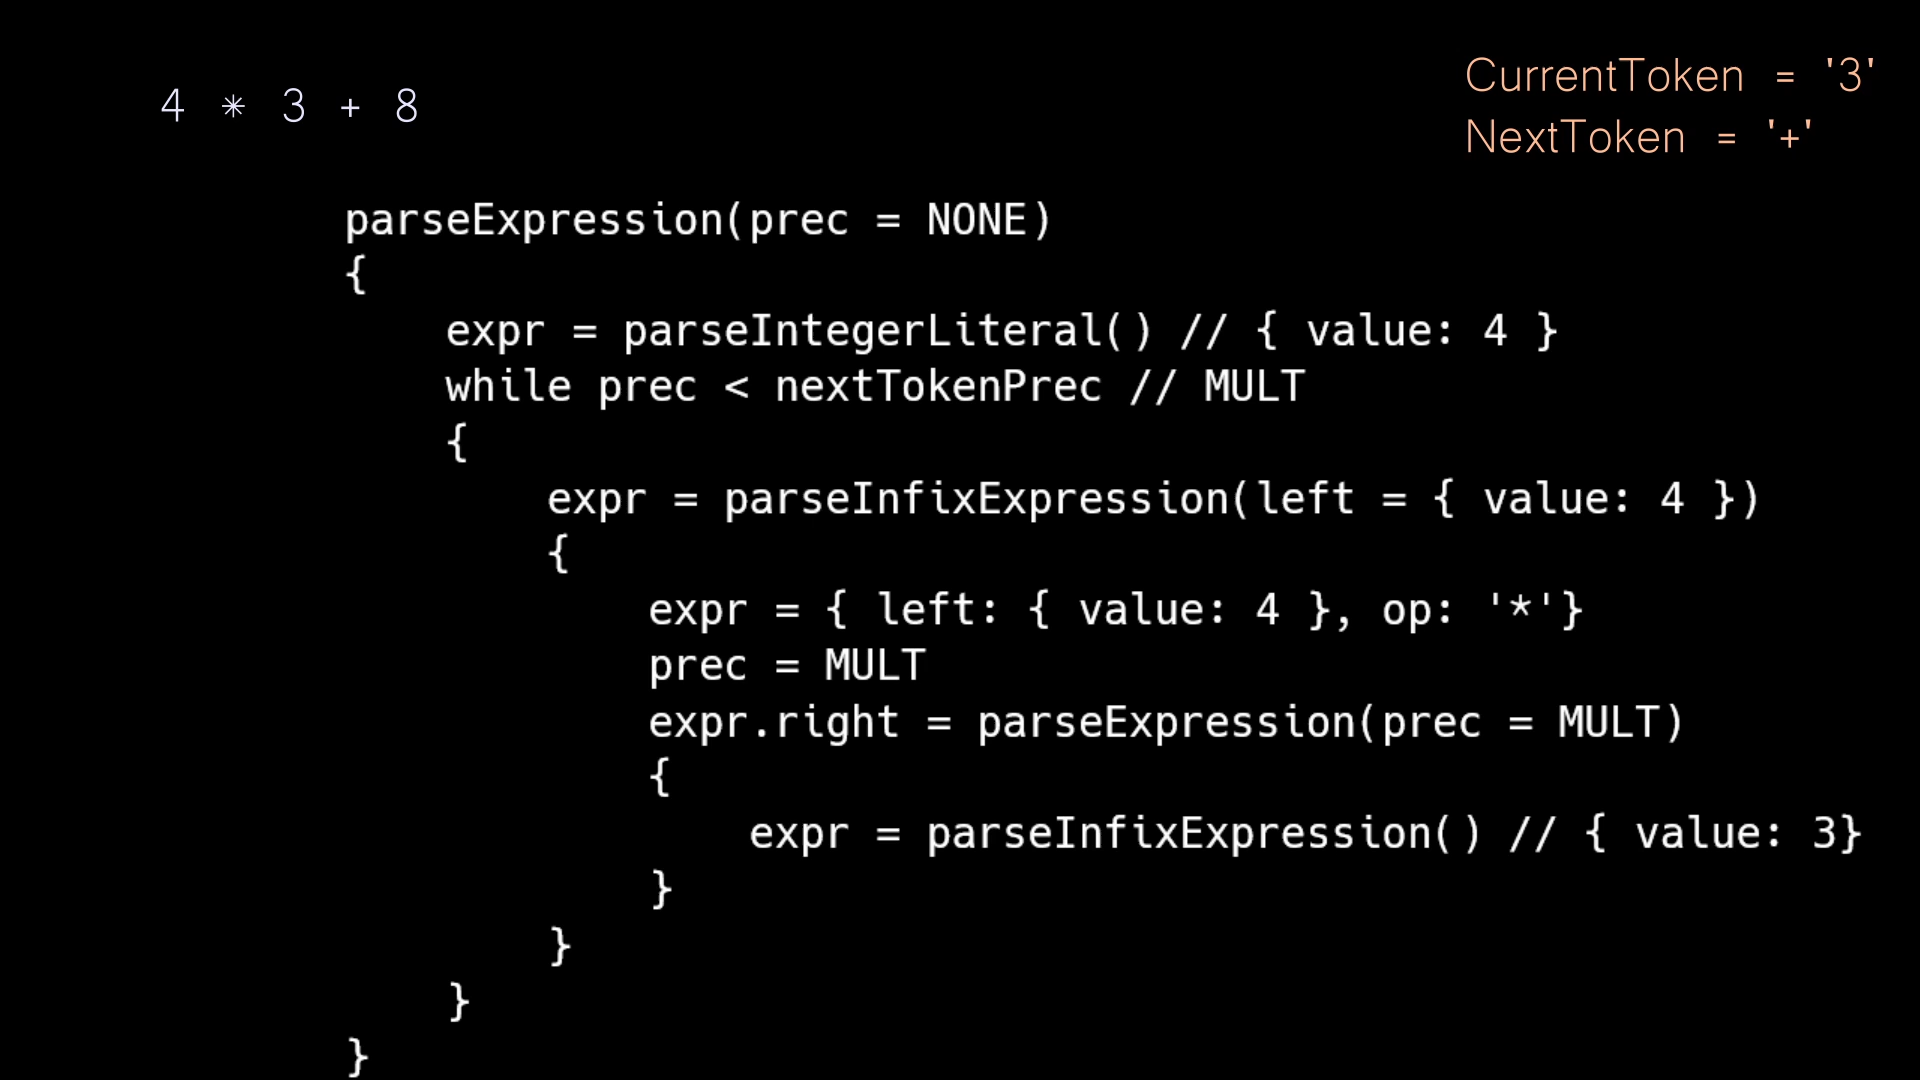 4 * 3 + 8
CurrentToken = '3'
NextToken = '+'
parseExpression(prec = NONE)
{
expr = parseIntegerLiteral() // { value: 4 }
while prec < nextTokenPrec // MULT
{
expr = parseInfixExpression(left = { value: 4 })
{
expr = { left: { value: 4 }, op: '*'}
prec = MULT
expr.right = parseExpression(prec = MULT)
{
expr = parseInfixExpression() // { value: 3}
}
}
}
}